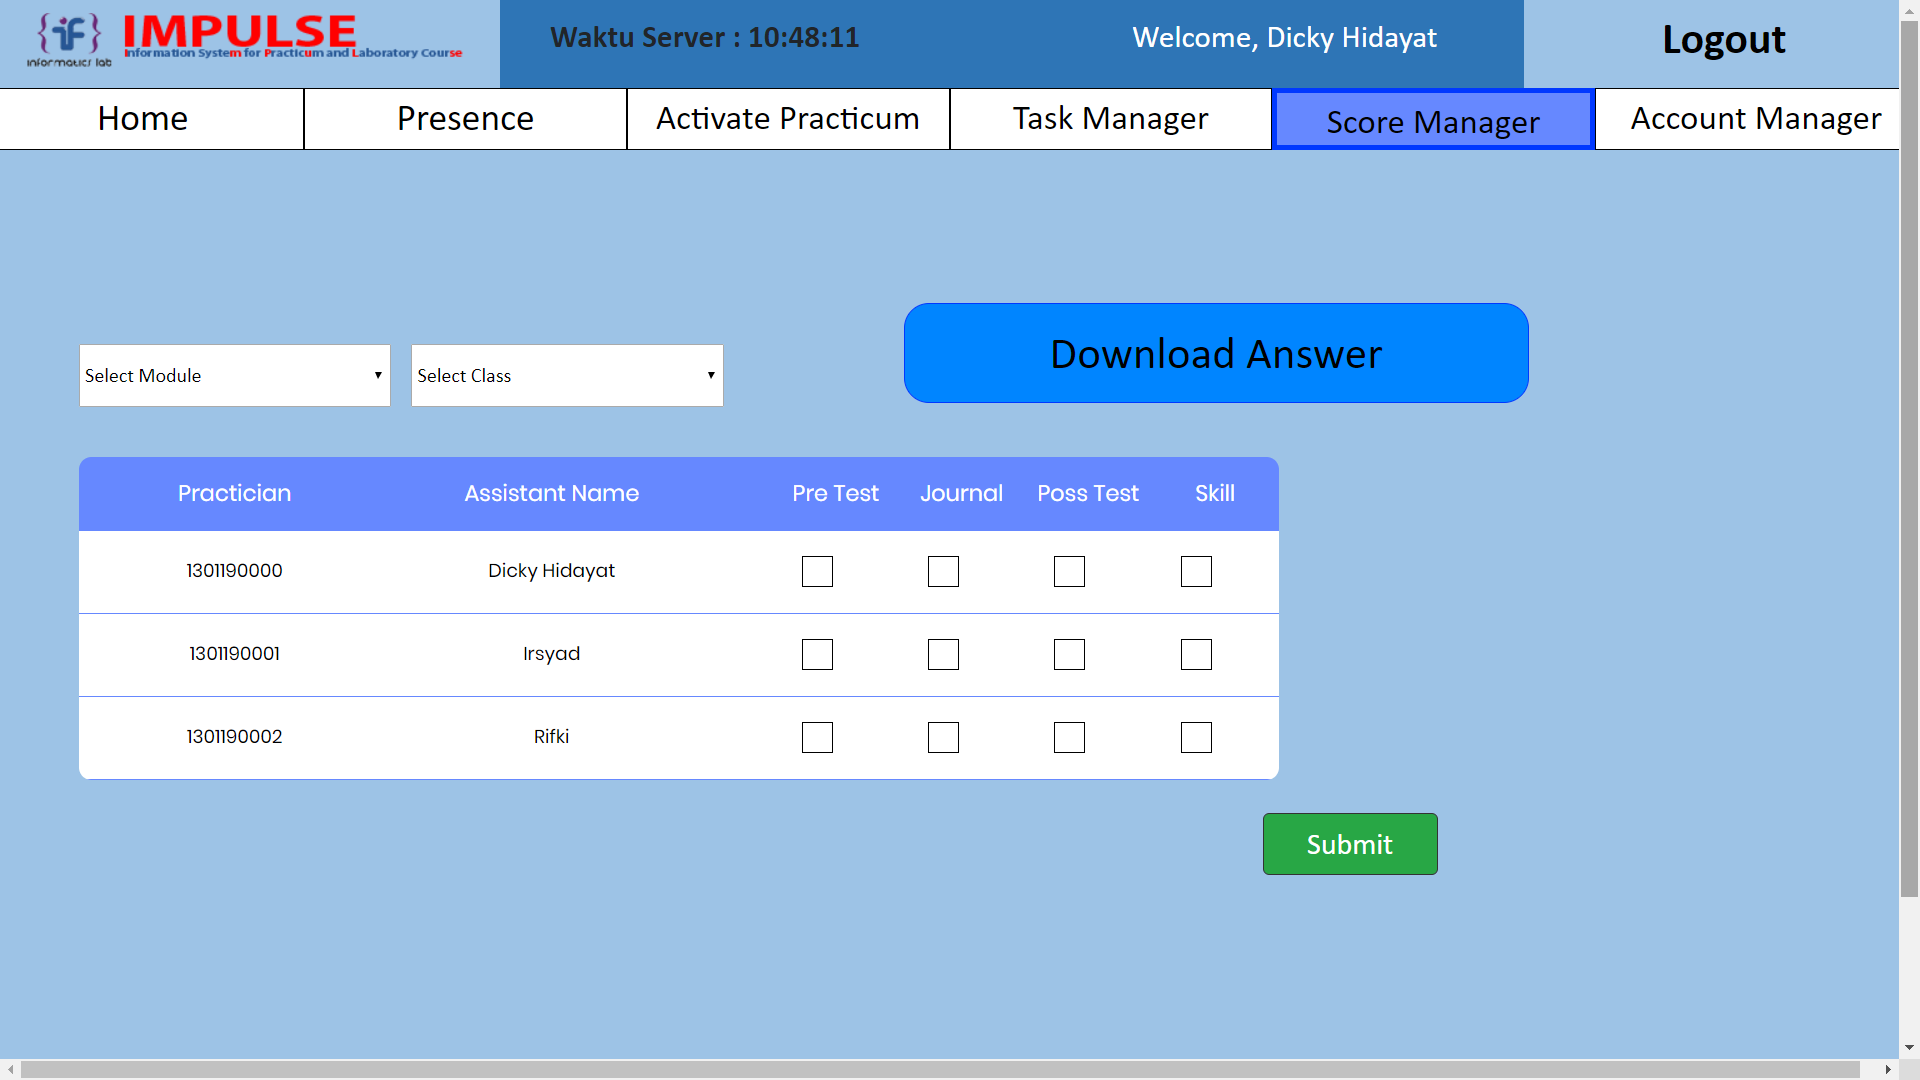 informatics lab
IMPULSE
Information System for Practicum and Laboratory Course
Waktu Server : 10:48:11
Welcome, Dicky Hidayat
Logout
Home
Presence
Activate Practicum
Task Manager
Score Manager
Account Manager
Select Module
Select Class
Download Answer
Practician Assistant Name Pre Test Journal Poss Test Skill
1301190000 Dicky Hidayat
1301190001 Irsyad
1301190002 Rifki
Submit